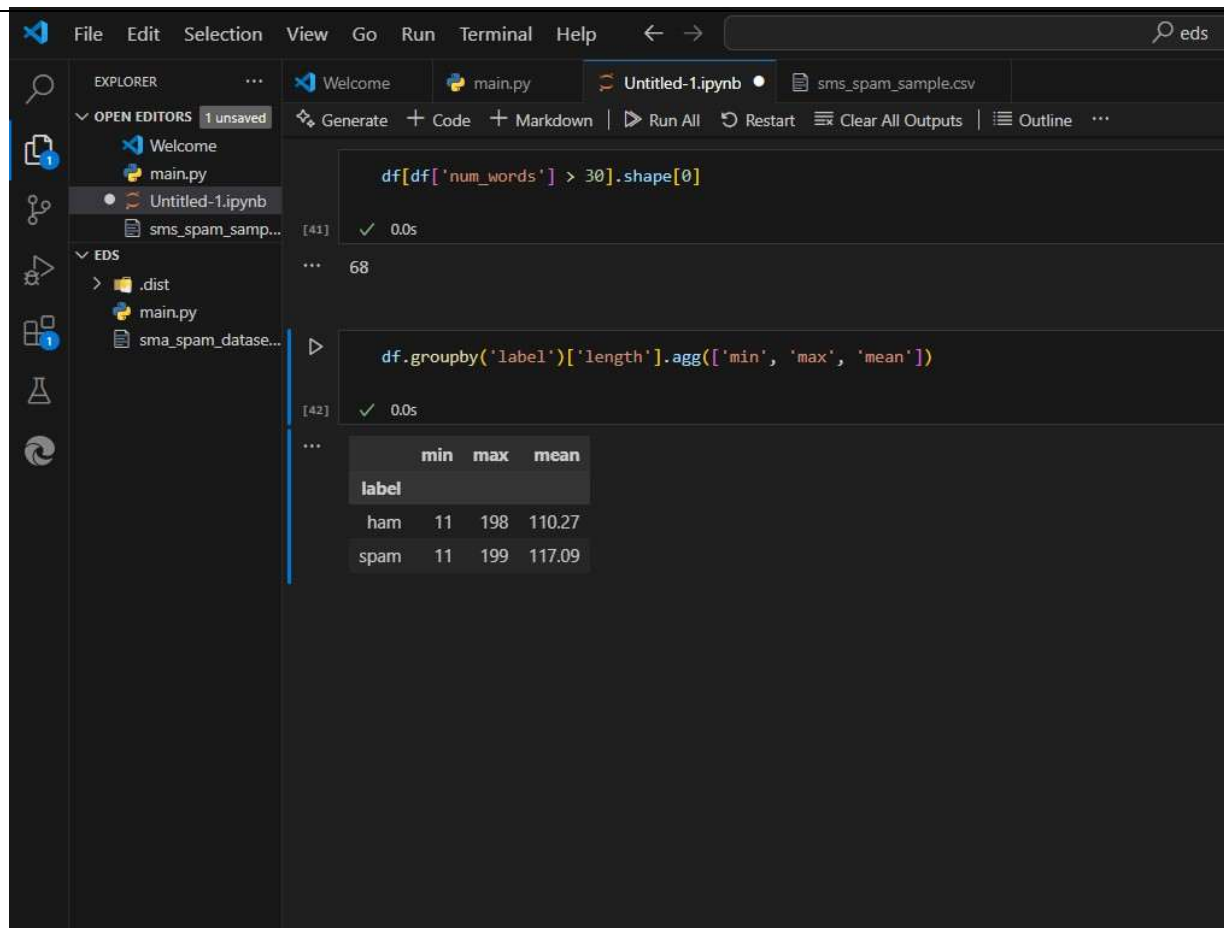 File Edit Selection View Go Run Terminal Help eds
EXPLORER ...
OPEN EDITORS 1 unsaved
Welcome
main.py
Untitled-1.ipynb
sms_spam_samp...
EDS
.dist
main.py
sma_spam_datase...
1
1
Welcome main.py Untitled-1.ipynb sms_spam_sample.csv
Generate + Code + Markdown | Run All Restart Clear All Outputs | Outline ...
df[df['num_words'] > 30].shape[0]
[41] ✓ 0.0s
... 68
df.groupby('label')['length'].agg(['min', 'max', 'mean'])
[42] ✓ 0.0s
...
min max mean
label
ham 11 198 110.27
spam 11 199 117.09